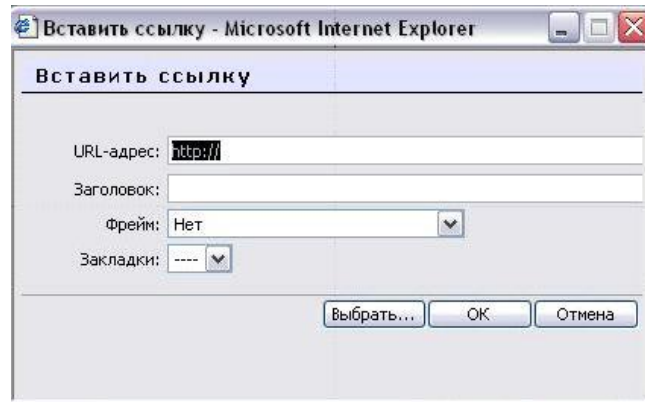 Вставить ссылку - Microsoft Internet Explorer
Вставить ссылку
URL-адрес: http://
Заголовок:
Фрейм: Нет
Закладки: ----
Выбрать... OK Отмена